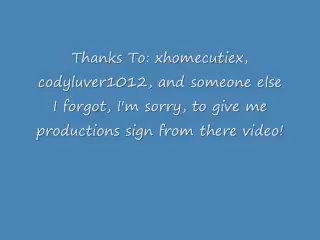 Thanks To: xhomecutiex,
codyluver1012, and someone else
I forgot, I'm sorry, to give me
productions sign from there video!